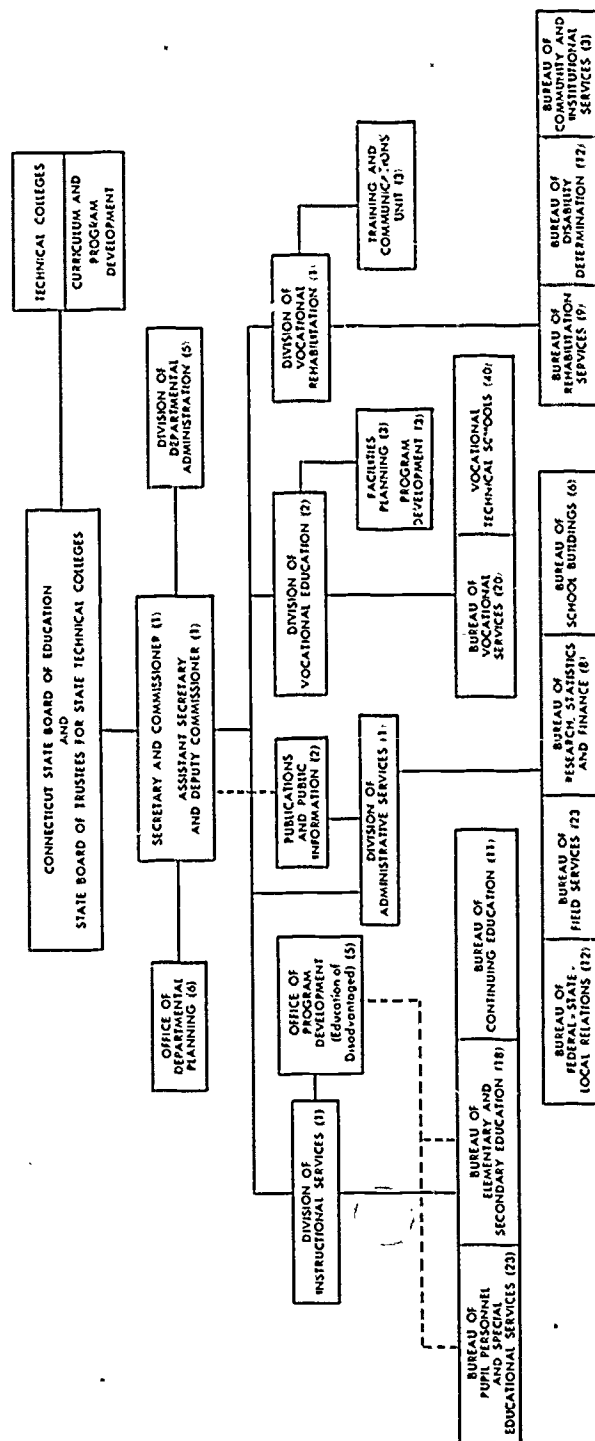 TECHNICAL COLLEGES
CURRICULUM AND
PROGRAM
DEVELOPMENT
CONNECTICUT STATE BOARD OF EDUCATION
AND
STATE BOARD OF TRUSTEES FOR STATE TECHNICAL COLLEGES
OFFICE OF
DEPARTMENTAL
PLANNING (6)
SECRETARY AND COMMISSIONER (1)
ASSISTANT SECRETARY
AND DEPUTY COMMISSIONER (1)
DIVISION OF
DEPARTMENTAL
ADMINISTRATION (5)
DIVISION OF
INSTRUCTIONAL SERVICES (1)
OFFICE OF
PROGRAM
DEVELOPMENT
(Education of
Disadvantaged) (5)
PUBLICATIONS
AND PUBLIC
INFORMATION (2)
DIVISION OF
ADMINISTRATIVE SERVICES (1)
DIVISION OF
VOCATIONAL EDUCATION (2)
FACILITIES
PLANNING (3)
PROGRAM
DEVELOPMENT (3)
DIVISION OF
VOCATIONAL
REHABILITATION (3)
TRAINING AND
COMMUNICATIONS
UNIT (3)
BUREAU OF
PUPIL PERSONNEL
AND SPECIAL
EDUCATIONAL SERVICES (23)
BUREAU OF
ELEMENTARY AND
SECONDARY EDUCATION (18)
BUREAU OF
CONTINUING EDUCATION (11)
BUREAU OF
VOCATIONAL
SERVICES (20)
VOCATIONAL
TECHNICAL SCHOOLS (40)
BUREAU OF
FEDERAL-STATE-
LOCAL RELATIONS (12)
BUREAU OF
FIELD SERVICES (23
BUREAU OF
RESEARCH, STATISTICS
AND FINANCE (8)
BUREAU OF
SCHOOL BUILDINGS (6)
BUREAU OF
REHABILITATION
SERVICES (9)
BUREAU OF
DISABILITY
DETERMINATION (12)
BUREAU OF
COMMUNITY AND
INSTITUTIONAL
SERVICES (3)